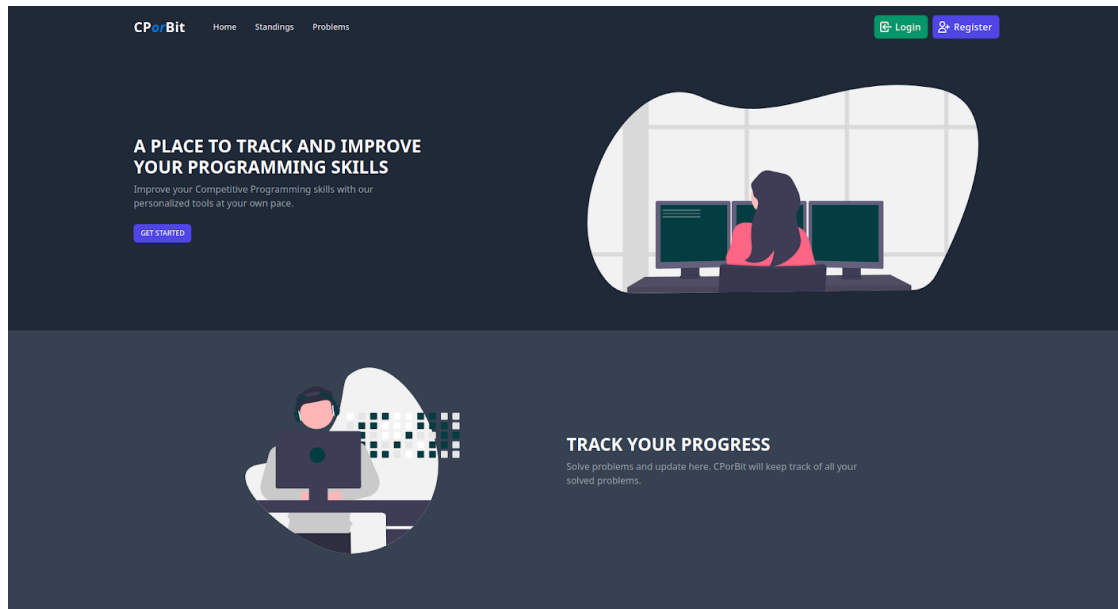 CPorBit
Home
Standings
Problems
Login
Register
A PLACE TO TRACK AND IMPROVE
YOUR PROGRAMMING SKILLS
Improve your Competitive Programming skills with our
personalized tools at your own pace.
GET STARTED
TRACK YOUR PROGRESS
Solve problems and update here. CPorBit will keep track of all your
solved problems.